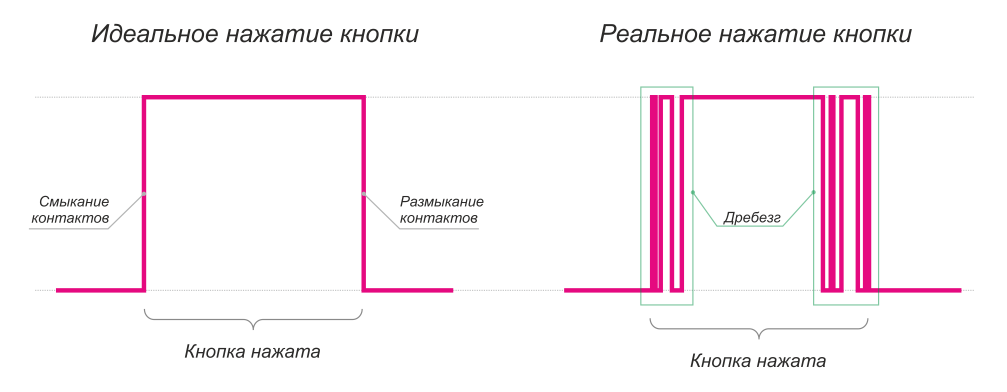 Идеальное нажатие кнопки
Реальное нажатие кнопки
Смыкание
контактов
Размыкание
контактов
Дребезг
Кнопка нажата
Кнопка нажата